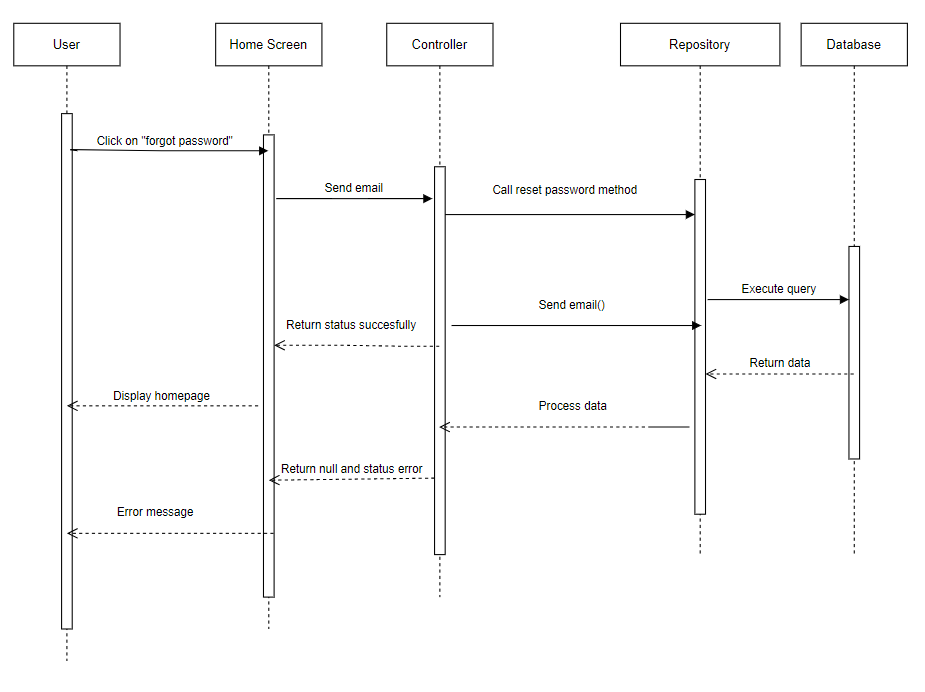 User
Home Screen
Controller
Repository
Database
Click on "forgot password"
Send email
Call reset password method
Execute query
Send email()
Return status succesfully
Return data
Display homepage
Process data
Return null and status error
Error message